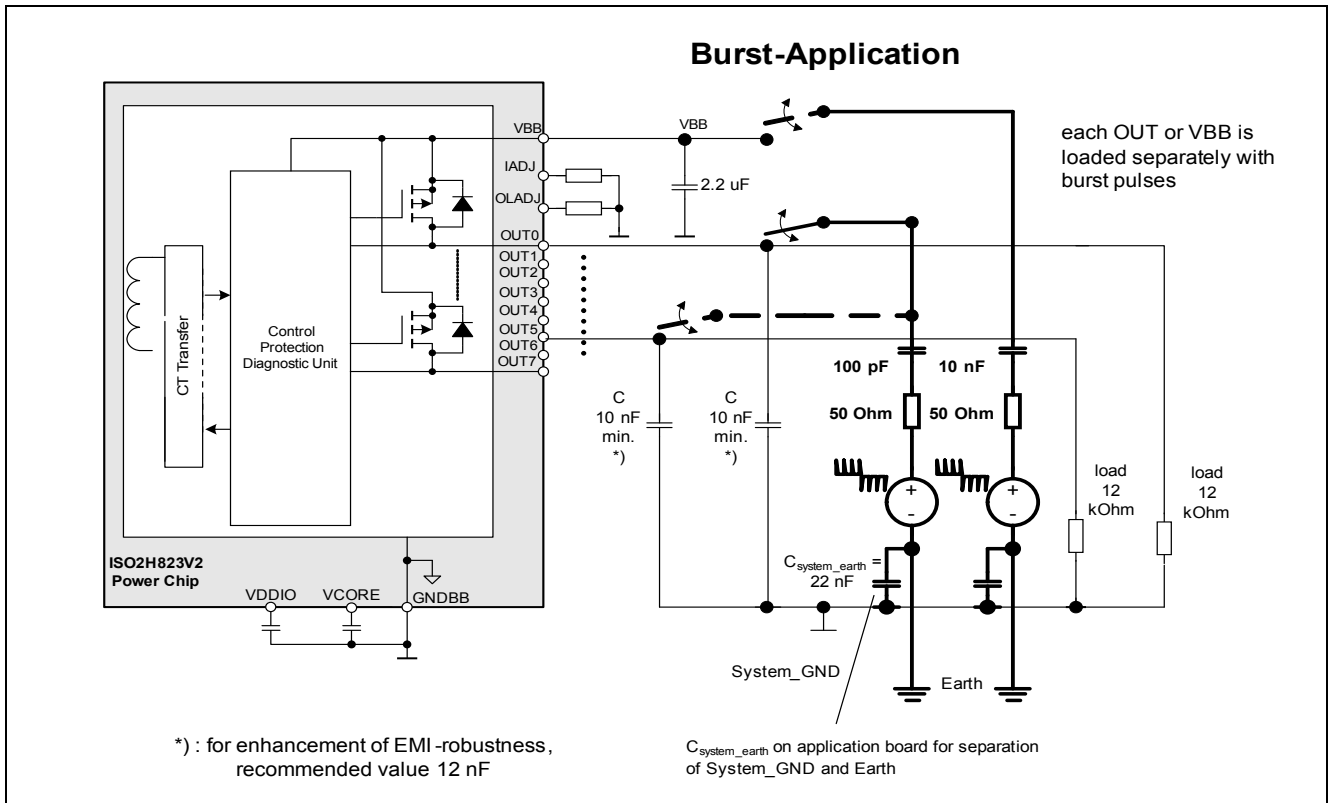 Burst-Application
each OUT or VBB is
loaded separately with
burst pulses
VBB
VBB
IADJ
OLADJ
2.2 uF
OUT0
OUT1
OUT2
OUT3
OUT4
OUT5
OUT6
OUT7
CT Transfer
Control
Protection
Diagnostic Unit
100 pF
10 nF
50 Ohm
50 Ohm
C
10 nF
min.
*)
C
10 nF
min.
*)
+
-
+
-
load
12
kOhm
load
12
kOhm
ISO2H823V2
Power Chip
VDDIO
VCORE
GNDBB
Csystem_earth =
22 nF
System_GND
Earth
*) : for enhancement of EMI-robustness,
recommended value 12 nF
Csystem_earth on application board for separation
of System_GND and Earth